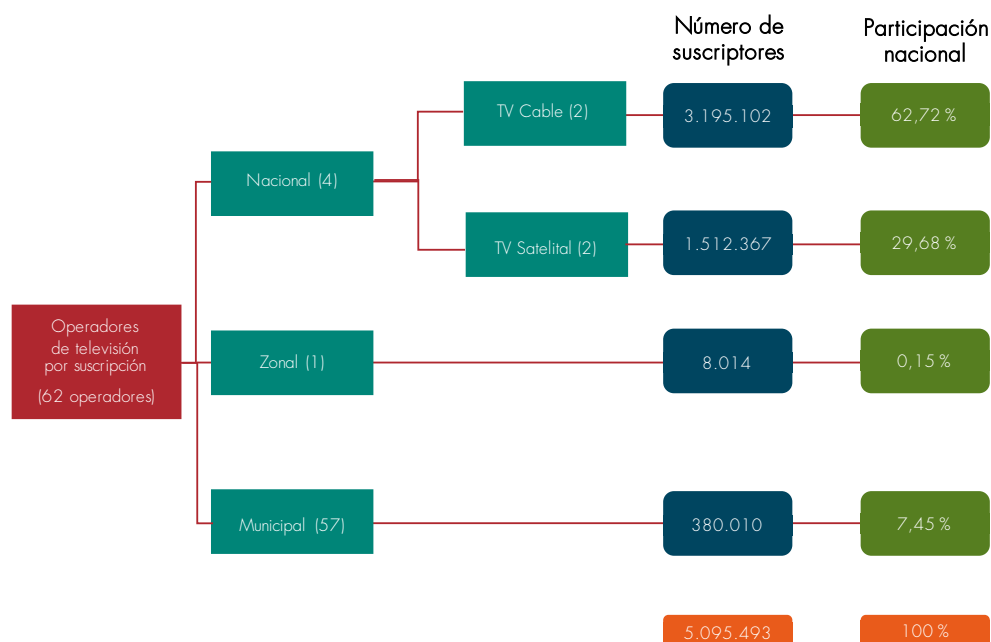 Número de
suscriptores
Participación
nacional
TV Cable (2)
3.195.102
62,72 %
Nacional (4)
TV Satelital (2)
1.512.367
29,68 %
Operadores
de televisión
por suscripción
(62 operadores)
Zonal (1)
8.014
0,15 %
Municipal (57)
380.010
7,45 %
5.095.493
100 %